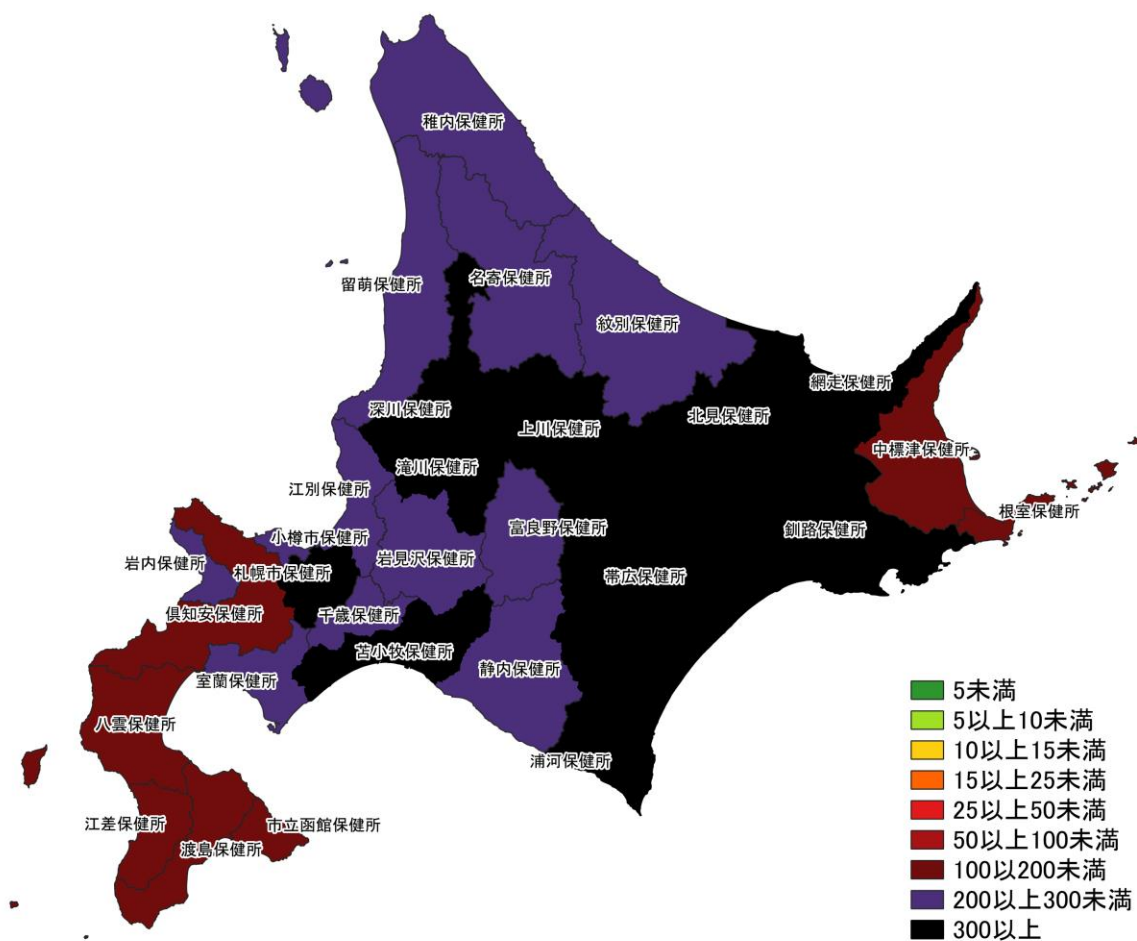 稚内保健所
名寄保健所
留萌保健所
紋別保健所
網走保健所
深川保健所
北見保健所
上川保健所
中標津保健所
滝川保健所
江別保健所
根室保健所
富良野保健所
釧路保健所
小樽市保健所
岩見沢保健所
岩内保健所
札幌市保健所
帯広保健所
倶知安保健所
千歳保健所
苫小牧保健所
静内保健所
室蘭保健所
八雲保健所
浦河保健所
江差保健所
市立函館保健所
渡島保健所
5未満
5以上10未満
10以上15未満
15以上25未満
25以上50未満
50以上100未満
100以200未満
200以上300未満
300以上